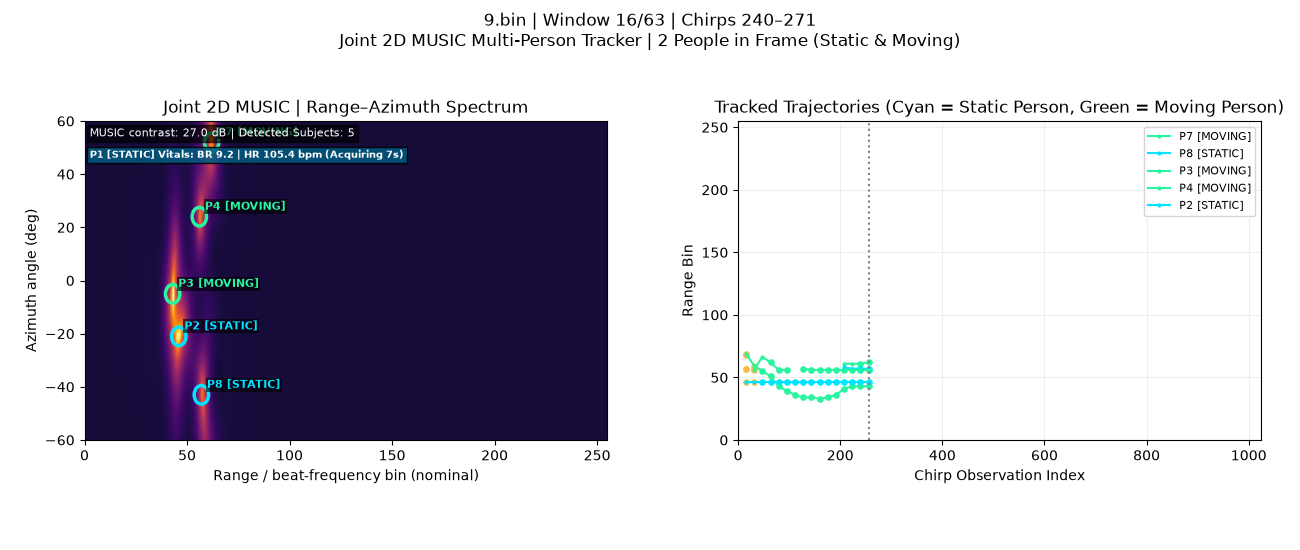 9.bin | Window 16/63 | Chirps 240–271
Joint 2D MUSIC Multi-Person Tracker | 2 People in Frame (Static & Moving)
Joint 2D MUSIC | Range–Azimuth Spectrum
MUSIC contrast: 27.0 dB | Detected Subjects: 5
P1 [STATIC] Vitals: BR 9.2 | HR 105.4 bpm (Acquiring 7s)
P4 [MOVING]
P3 [MOVING]
P2 [STATIC]
P8 [STATIC]
60
40
20
0
−20
−40
−60
Azimuth angle (deg)
0 50 100 150 200 250
Range / beat-frequency bin (nominal)
Tracked Trajectories (Cyan = Static Person, Green = Moving Person)
P7 [MOVING]
P8 [STATIC]
P3 [MOVING]
P4 [MOVING]
P2 [STATIC]
250
200
150
100
50
0
Range Bin
0 200 400 600 800 1000
Chirp Observation Index